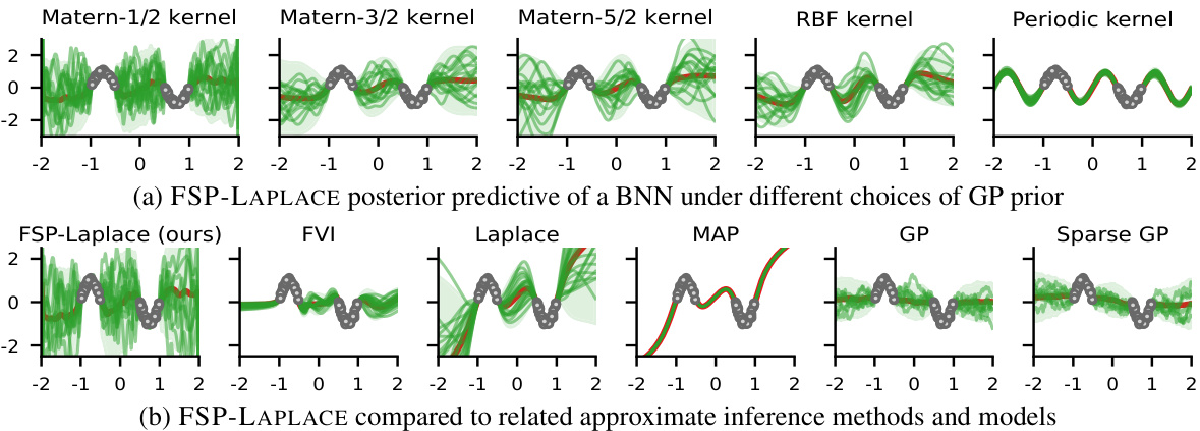 Matern-1/2 kernel Matern-3/2 kernel Matern-5/2 kernel RBF kernel Periodic kernel
2
0
-2
-2 -1 0 1 2 -2 -1 0 1 2 -2 -1 0 1 2 -2 -1 0 1 2 -2 -1 0 1 2
(a) FSP-LAPLACE posterior predictive of a BNN under different choices of GP prior
FSP-Laplace (ours) FVI Laplace MAP GP Sparse GP
2
0
-2
-2 -1 0 1 2 -2 -1 0 1 2 -2 -1 0 1 2 -2 -1 0 1 2 -2 -1 0 1 2 -2 -1 0 1 2
(b) FSP-LAPLACE compared to related approximate inference methods and models